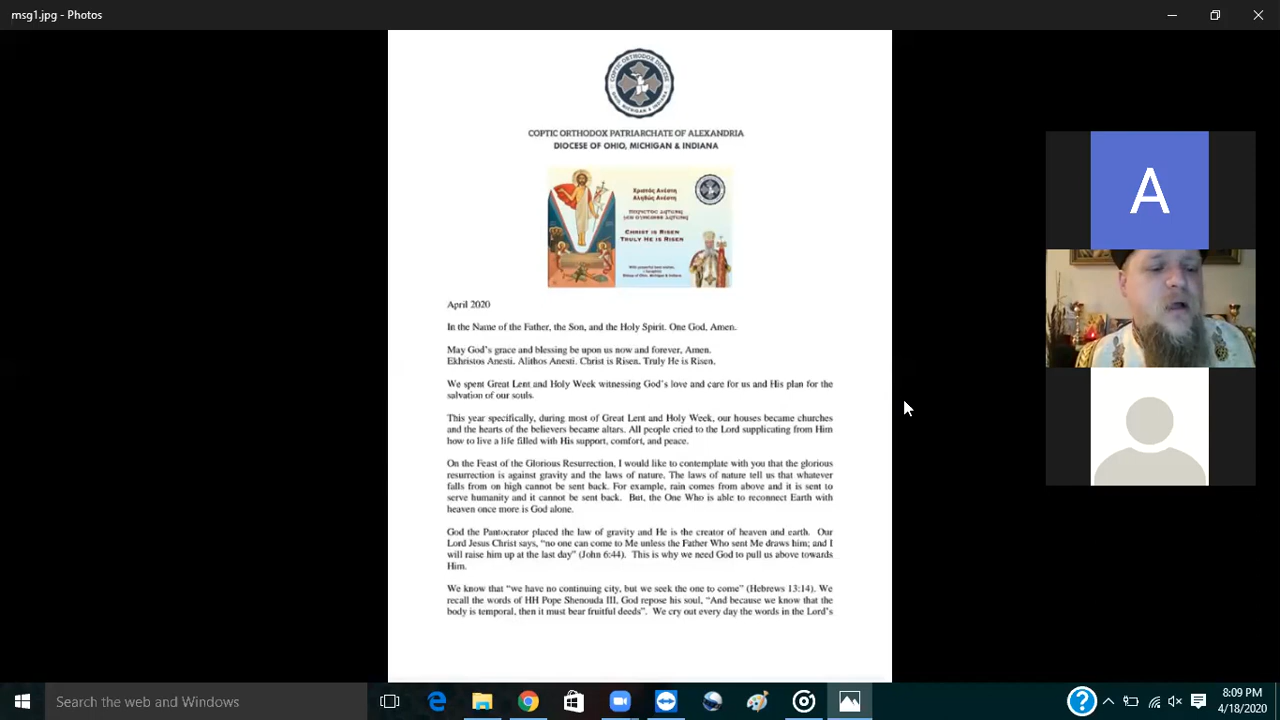 msg1.jpg - Photos
COPTIC ORTHODOX DIOCESE
OHIO, MICHIGAN & INDIANA
COPTIC ORTHODOX PATRIARCHATE OF ALEXANDRIA
DIOCESE OF OHIO, MICHIGAN & INDIANA
Χριστός Ανέστη
Αληθώς Ανέστη
CHRIST IS RISEN
TRULY HE IS RISEN
Diocese of Ohio, Michigan & Indiana
April 2020
In the Name of the Father, the Son, and the Holy Spirit. One God, Amen.
May God's grace and blessing be upon us now and forever, Amen.
Ekhristos Anesti. Alithos Anesti. Christ is Risen. Truly He is Risen.
We spent Great Lent and Holy Week witnessing God's love and care for us and His plan for the
salvation of our souls.
This year specifically, during most of Great Lent and Holy Week, our houses became churches
and the hearts of the believers became altars. All people cried to the Lord supplicating from Him
how to live a life filled with His support, comfort, and peace.
On the Feast of the Glorious Resurrection, I would like to contemplate with you that the glorious
resurrection is against gravity and the laws of nature. The laws of nature tell us that whatever
falls from on high cannot be sent back. For example, rain comes from above and it is sent to
serve humanity and it cannot be sent back. But, the One Who is able to reconnect Earth with
heaven once more is God alone.
God the Pantocrator placed the law of gravity and He is the creator of heaven and earth. Our
Lord Jesus Christ says, "no one can come to Me unless the Father Who sent Me draws him; and I
will raise him up at the last day" (John 6:44). This is why we need God to pull us above towards
Him.
We know that "we have no continuing city, but we seek the one to come" (Hebrews 13:14). We
recall the words of HH Pope Shenouda III, God repose his soul, "And because we know that the
body is temporal, then it must bear fruitful deeds". We cry out every day the words in the Lord's
A
Search the web and Windows
8:09 PM
4/18/2020